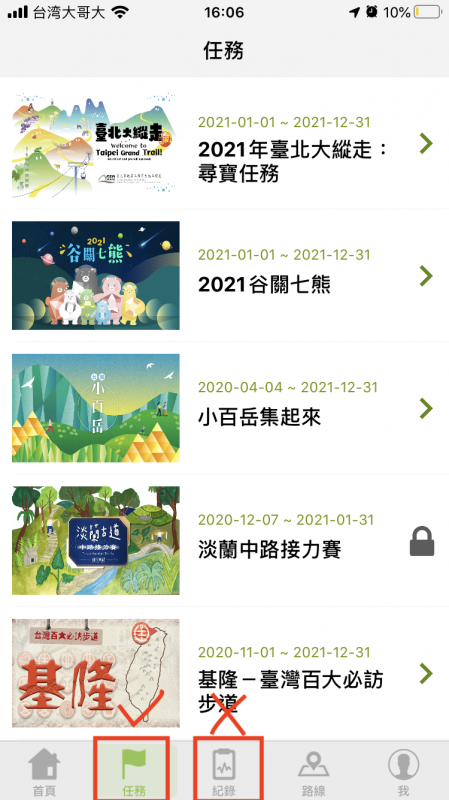 台湾大哥大
16:06
10%
任務
臺北大縱走
Welcome to
Taipei Grand Trail!
2021-01-01 ~ 2021-12-31
2021年臺北大縱走：
尋寶任務
2021
谷關七熊
2021-01-01 ~ 2021-12-31
2021谷關七熊
台灣
小百岳
2020-04-04 ~ 2021-12-31
小百岳集起來
淡蘭古道
中路接力賽
2020-12-07 ~ 2021-01-31
淡蘭中路接力賽
台灣百大必訪步道
基隆
2020-11-01 ~ 2021-12-31
基隆－臺灣百大必訪
步道
首頁
任務
紀錄
路線
我